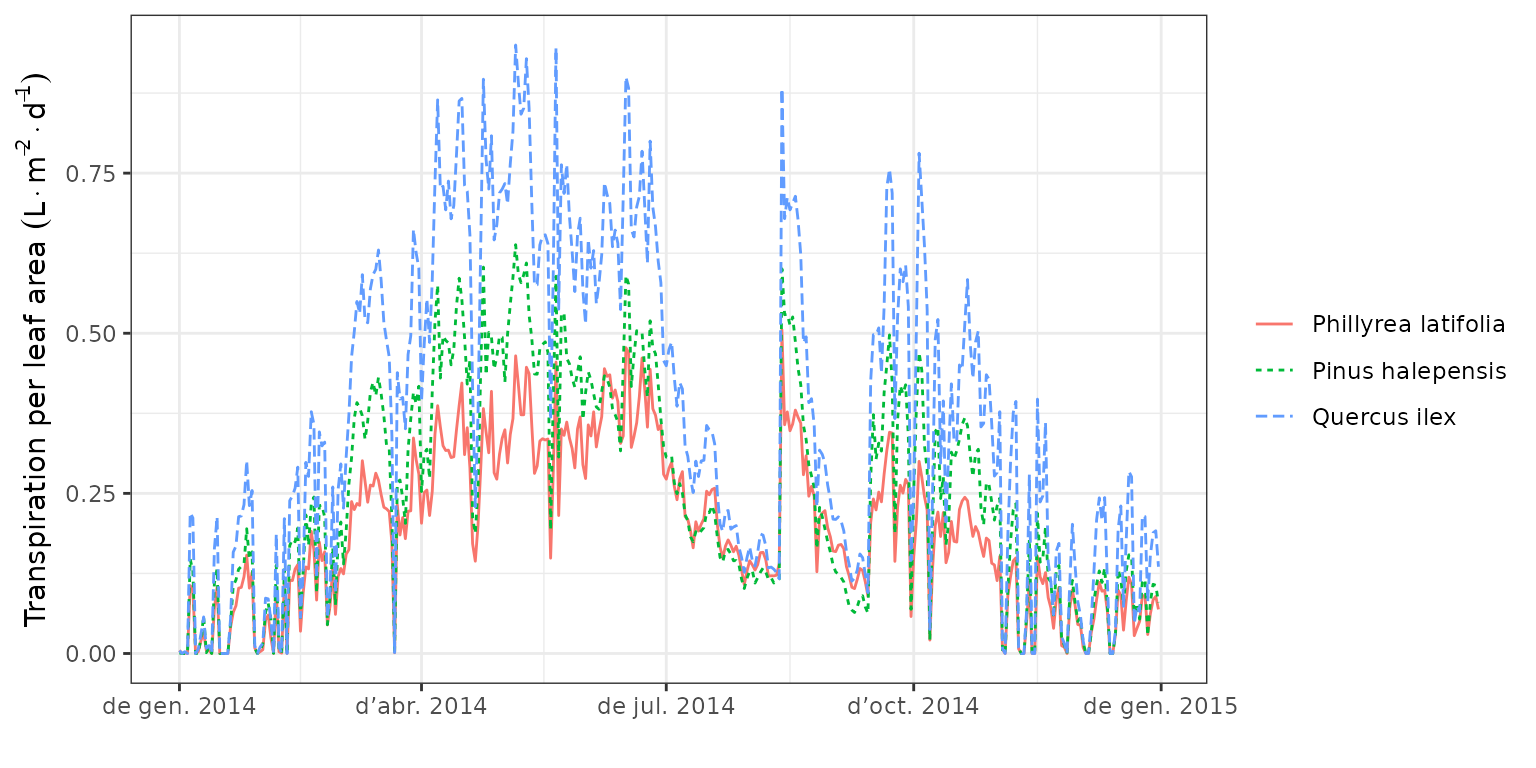 Transpiration per leaf area (L · m⁻² · d⁻¹)
0.75
0.50
0.25
0.00
de gen. 2014
d’abr. 2014
de jul. 2014
d’oct. 2014
de gen. 2015
Phillyrea latifolia
Pinus halepensis
Quercus ilex